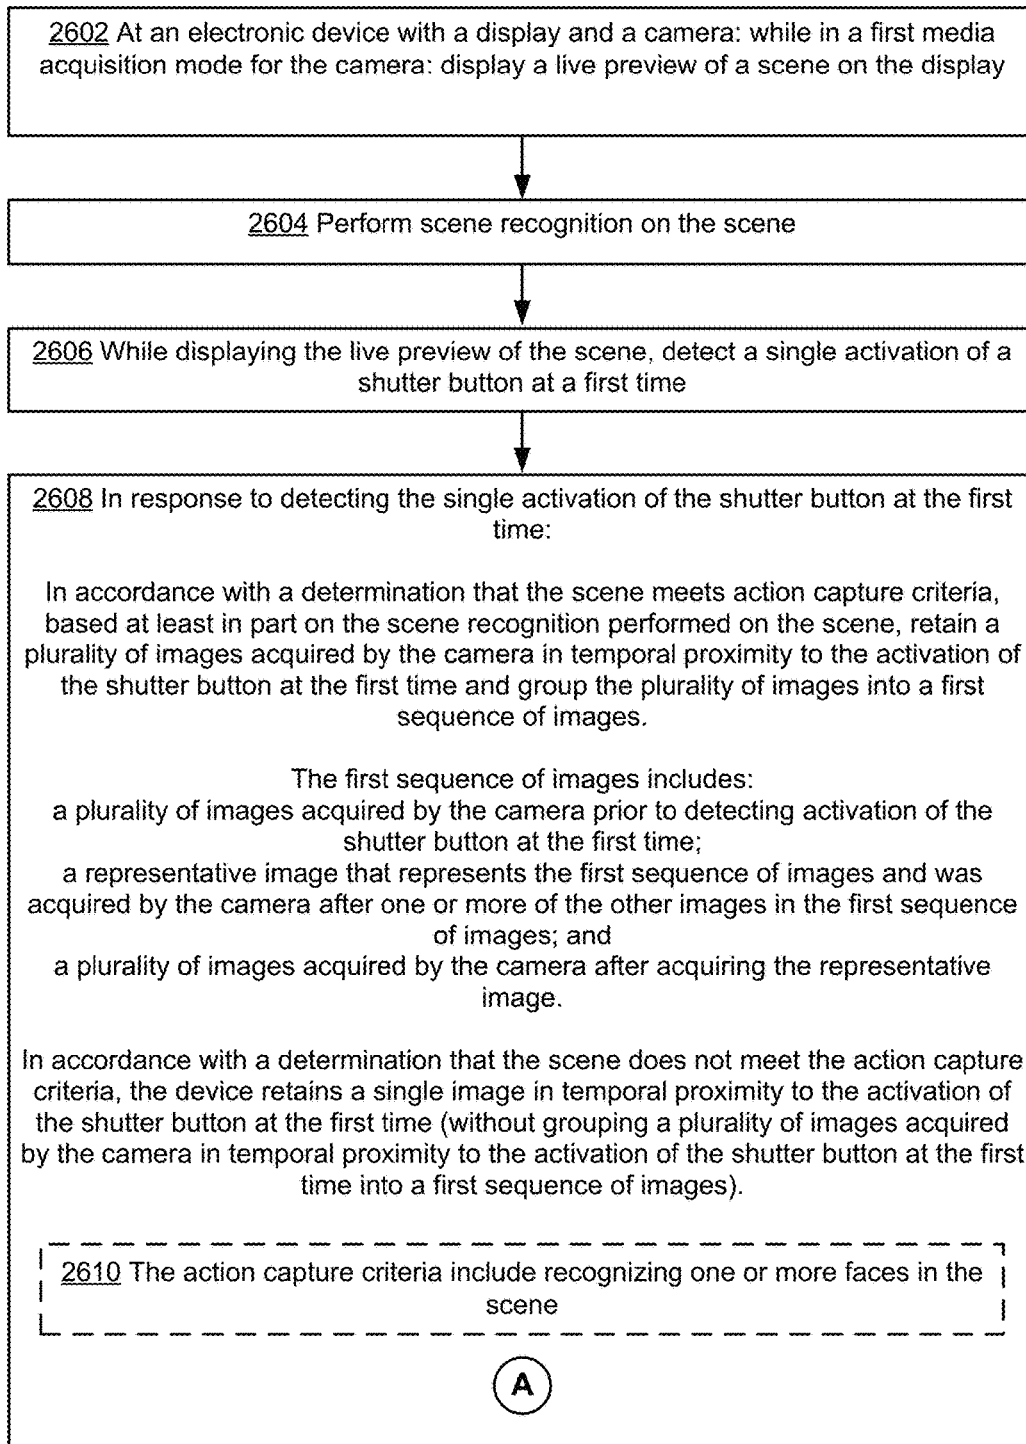 2602 At an electronic device with a display and a camera: while in a first media
acquisition mode for the camera: display a live preview of a scene on the display
2604 Perform scene recognition on the scene
2606 While displaying the live preview of the scene, detect a single activation of a
shutter button at a first time
2608 In response to detecting the single activation of the shutter button at the first
time:
In accordance with a determination that the scene meets action capture criteria,
based at least in part on the scene recognition performed on the scene, retain a
plurality of images acquired by the camera in temporal proximity to the activation of
the shutter button at the first time and group the plurality of images into a first
sequence of images.
The first sequence of images includes:
a plurality of images acquired by the camera prior to detecting activation of the
shutter button at the first time;
a representative image that represents the first sequence of images and was
acquired by the camera after one or more of the other images in the first sequence
of images; and
a plurality of images acquired by the camera after acquiring the representative
image.
In accordance with a determination that the scene does not meet the action capture
criteria, the device retains a single image in temporal proximity to the activation of
the shutter button at the first time (without grouping a plurality of images acquired
by the camera in temporal proximity to the activation of the shutter button at the first
time into a first sequence of images).
2610 The action capture criteria include recognizing one or more faces in the
scene
A